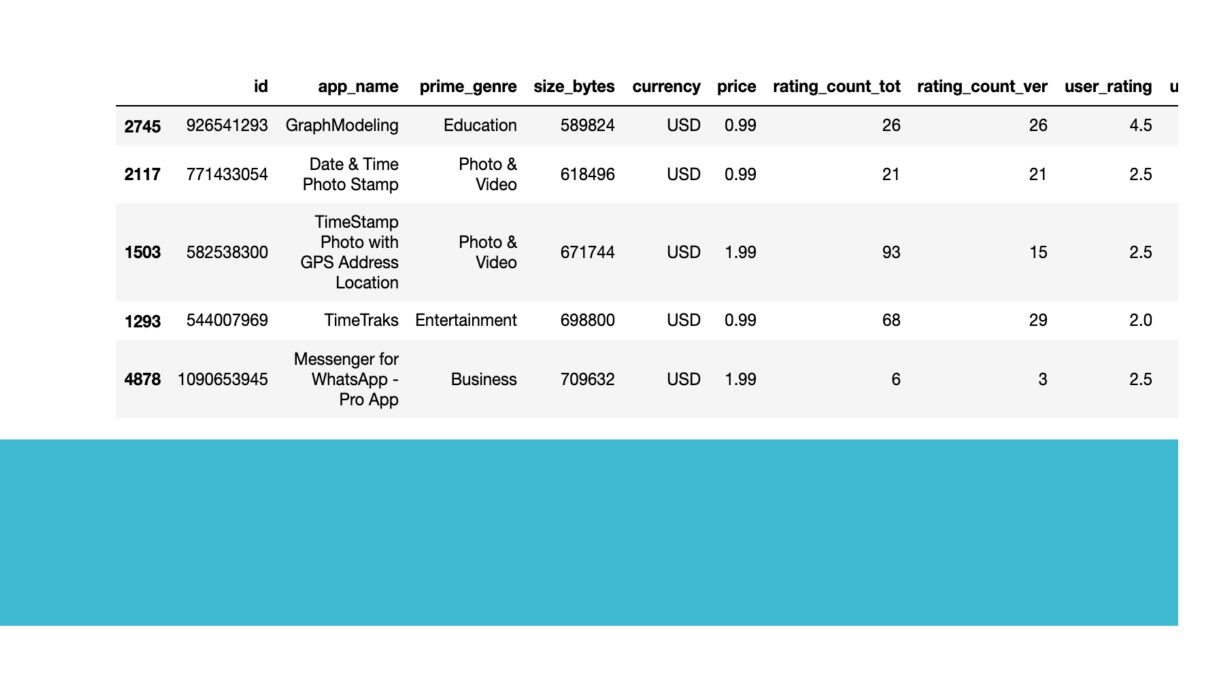 id app_name prime_genre size_bytes currency price rating_count_tot rating_count_ver user_rating u
2745 926541293 GraphModeling Education 589824 USD 0.99 26 26 4.5
2117 771433054 Date & Time Photo Stamp Photo & Video 618496 USD 0.99 21 21 2.5
1503 582538300 TimeStamp Photo with GPS Address Location Photo & Video 671744 USD 1.99 93 15 2.5
1293 544007969 TimeTraks Entertainment 698800 USD 0.99 68 29 2.0
4878 1090653945 Messenger for WhatsApp - Pro App Business 709632 USD 1.99 6 3 2.5